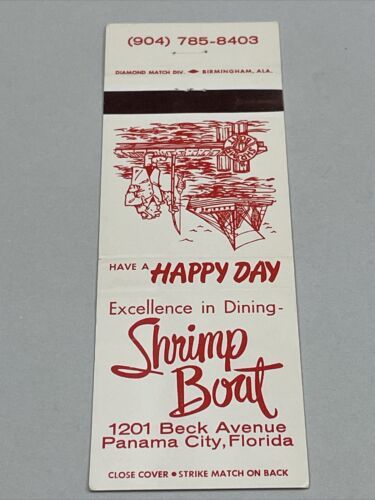 (904) 785-8403
DIAMOND MATCH DIV. BIRMINGHAM, ALA.
HAVE A HAPPY DAY
Excellence in Dining-
Shrimp
Boat
1201 Beck Avenue
Panama City, Florida
CLOSE COVER • STRIKE MATCH ON BACK